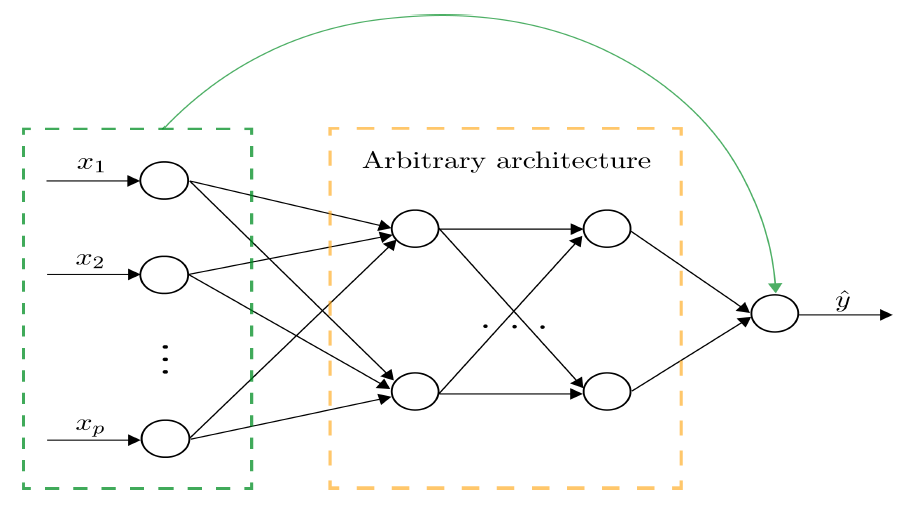 x₁
Arbitrary architecture
x₂
ŷ
xₚ